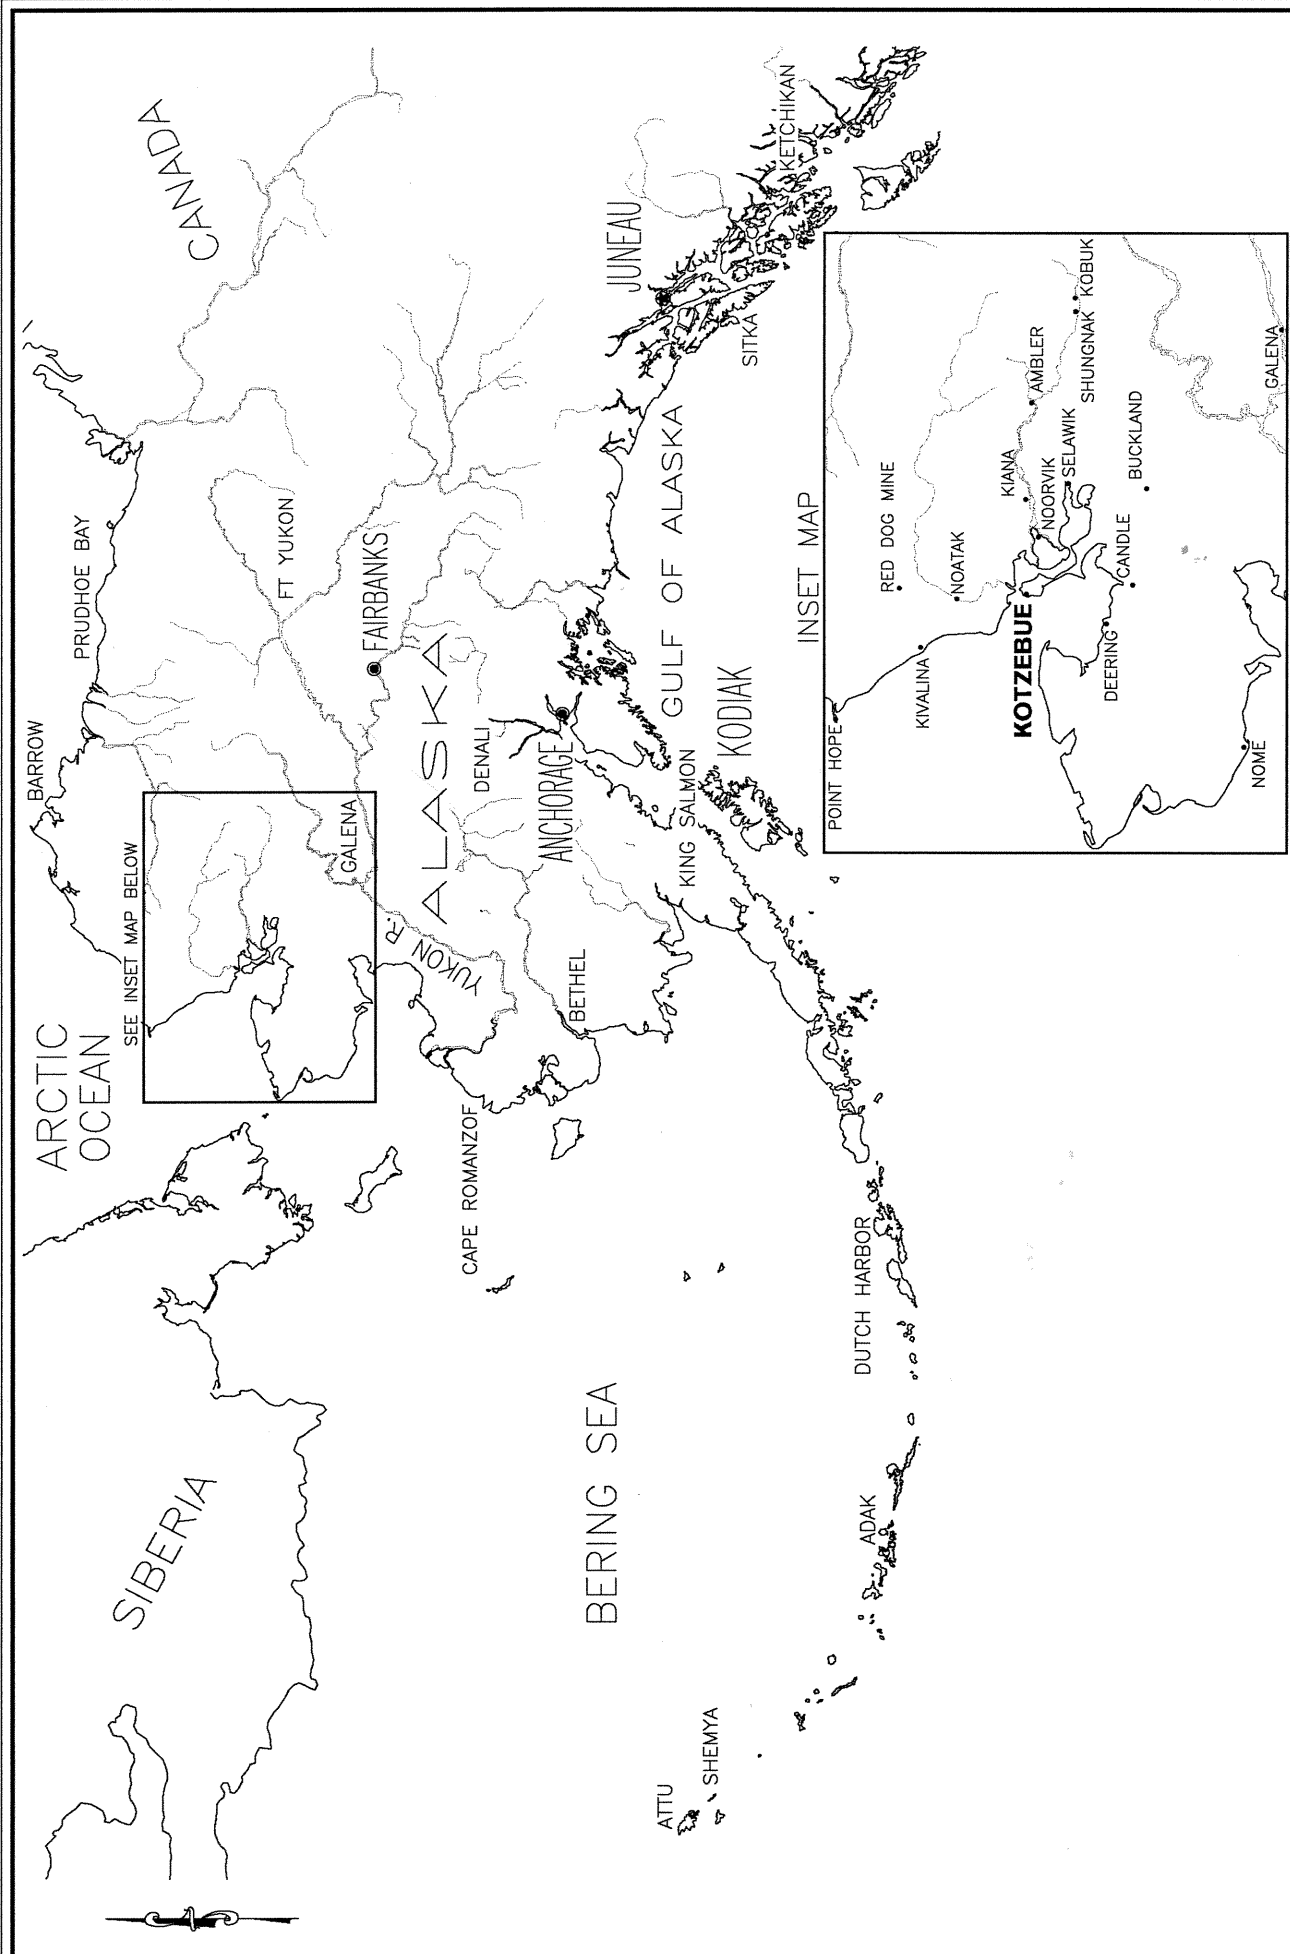 ARCTIC
OCEAN
BARROW
PRUDHOE BAY
CANADA
SEE INSET MAP BELOW
SIBERIA
FT YUKON
FAIRBANKS
GALENA
ALASKA
YUKON R.
DENALI
CAPE ROMANZOF
BETHEL
ANCHORAGE
JUNEAU
BERING SEA
KING SALMON
GULF OF ALASKA
KODIAK
SITKA
KETCHIKAN
ATTU
SHEMYA
ADAK
DUTCH HARBOR
INSET MAP
POINT HOPE
RED DOG MINE
KIVALINA
NOATAK
KOTZEBUE
KIANA
AMBLER
NOORVIK
SELAWIK
SHUNGNAK
KOBUK
DEERING
CANDLE
BUCKLAND
NOME
GALENA